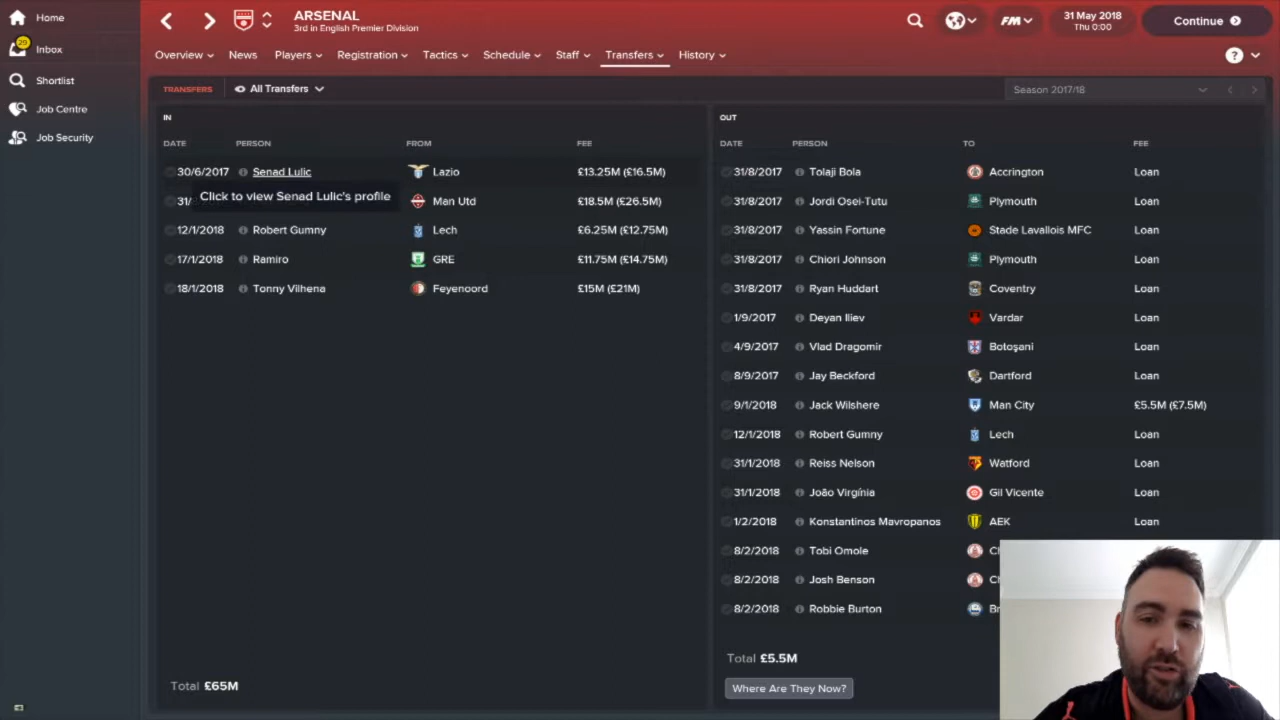 Home
29
Inbox
Shortlist
Job Centre
Job Security
ARSENAL
3rd in English Premier Division
FM
31 May 2018
Thu 0:00
Continue
Overview News Players Registration Tactics Schedule Staff Transfers History
?
TRANSFERS All Transfers
Season 2017/18
IN
DATE PERSON FROM FEE
30/6/2017 Senad Lulic Lazio £13.25M (£16.5M)
Click to view Senad Lulic's profile
31/ Man Utd £18.5M (£26.5M)
12/1/2018 Robert Gumny Lech £6.25M (£12.75M)
17/1/2018 Ramiro GRE £11.75M (£14.75M)
18/1/2018 Tonny Vilhena Feyenoord £15M (£21M)
Total £65M
OUT
DATE PERSON TO FEE
31/8/2017 Tolaji Bola Accrington Loan
31/8/2017 Jordi Osei-Tutu Plymouth Loan
31/8/2017 Yassin Fortune Stade Lavallois MFC Loan
31/8/2017 Chiori Johnson Plymouth Loan
31/8/2017 Ryan Huddart Coventry Loan
1/9/2017 Deyan Iliev Vardar Loan
4/9/2017 Vlad Dragomir Botoşani Loan
8/9/2017 Jay Beckford Dartford Loan
9/1/2018 Jack Wilshere Man City £5.5M (£7.5M)
12/1/2018 Robert Gumny Lech Loan
31/1/2018 Reiss Nelson Watford Loan
31/1/2018 João Virgínia Gil Vicente Loan
1/2/2018 Konstantinos Mavropanos AEK Loan
8/2/2018 Tobi Omole
8/2/2018 Josh Benson
8/2/2018 Robbie Burton
Total £5.5M
Where Are They Now?